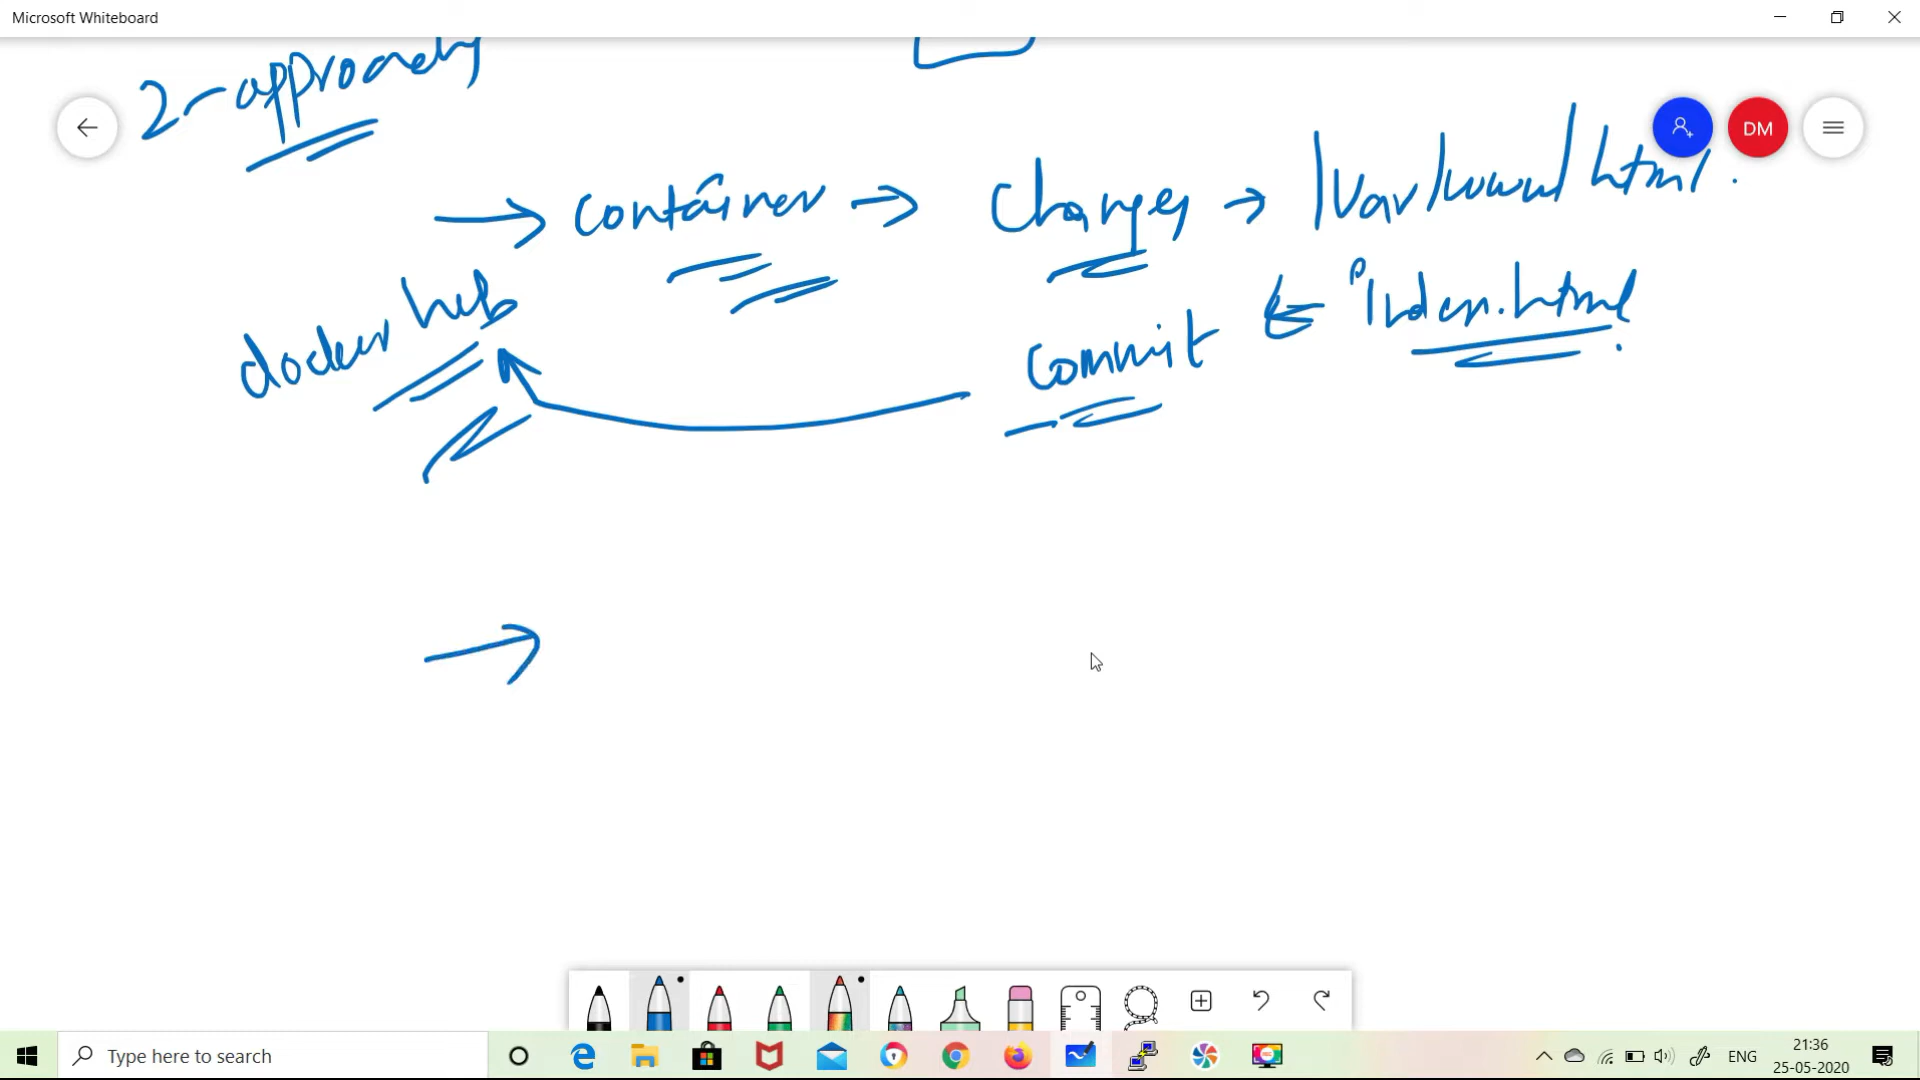 Microsoft Whiteboard
2-approaches
DM
container → changes → /var/www/html.
docker hub
commit ← index.html
Type here to search
ENG
21:36
25-05-2020